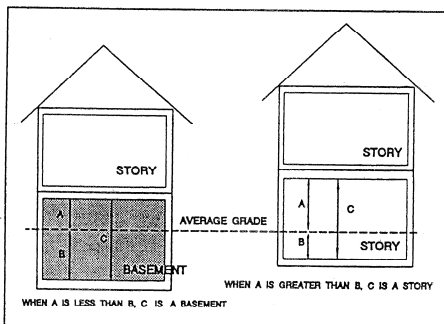 STORY
A
C
B
BASEMENT
WHEN A IS LESS THAN B, C IS A BASEMENT
AVERAGE GRADE
STORY
A
C
B
STORY
WHEN A IS GREATER THAN B, C IS A STORY